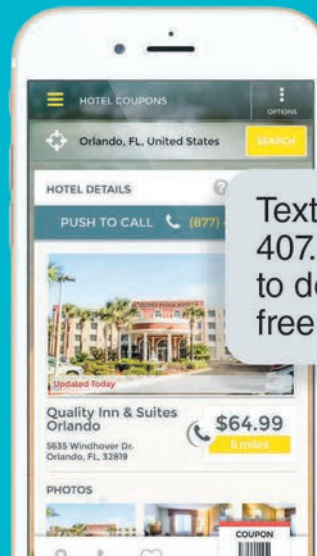 HOTEL COUPONS
OPTIONS
Orlando, FL, United States
SEARCH
HOTEL DETAILS
?
PUSH TO CALL (877)
Text
407.
to
free
Updated Today
Quality Inn & Suites
Orlando
5635 Windhover Dr.
Orlando, FL, 32819
$64.99
6 miles
PHOTOS
COUPON